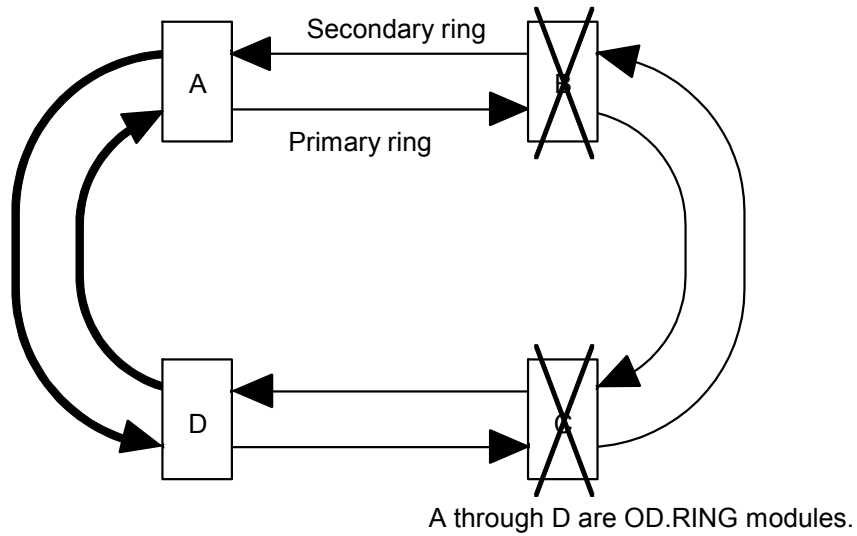 Secondary ring
A
B
Primary ring
D
C
A through D are OD.RING modules.